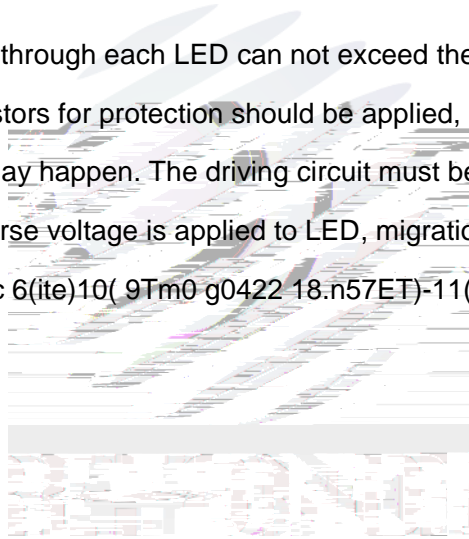 through each LED can not exceed the
stors for protection should be applied,
ay happen. The driving circuit must be
rse voltage is applied to LED, migratio
c 6(ite)10( 9Tm0 g0422 18.n57ET)-11(